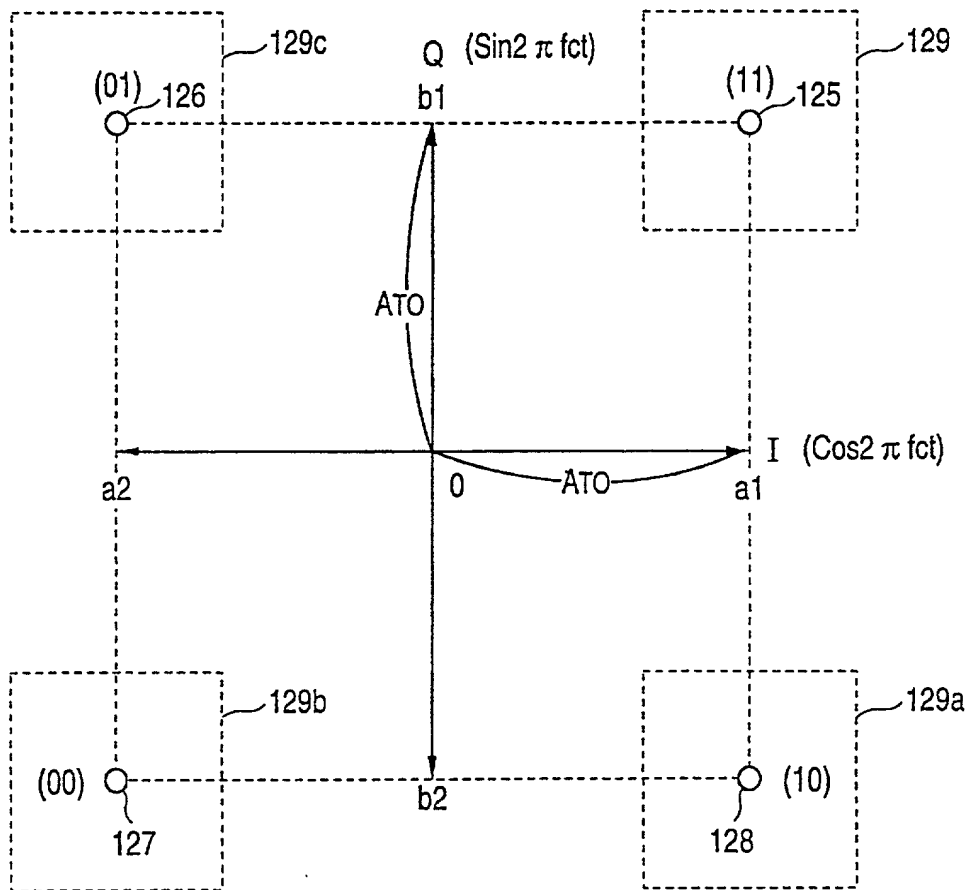 129c
Q (Sin2 π fct)
129
(01)
126
b1
(11)
125
ATO
I (Cos2 π fct)
a2
0
ATO
a1
129b
129a
(00)
127
b2
(10)
128